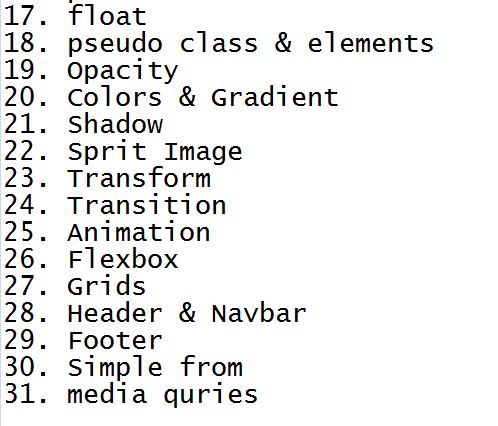 17. float
18. pseudo class & elements
19. Opacity
20. Colors & Gradient
21. Shadow
22. Sprit Image
23. Transform
24. Transition
25. Animation
26. Flexbox
27. Grids
28. Header & Navbar
29. Footer
30. Simple from
31. media quries